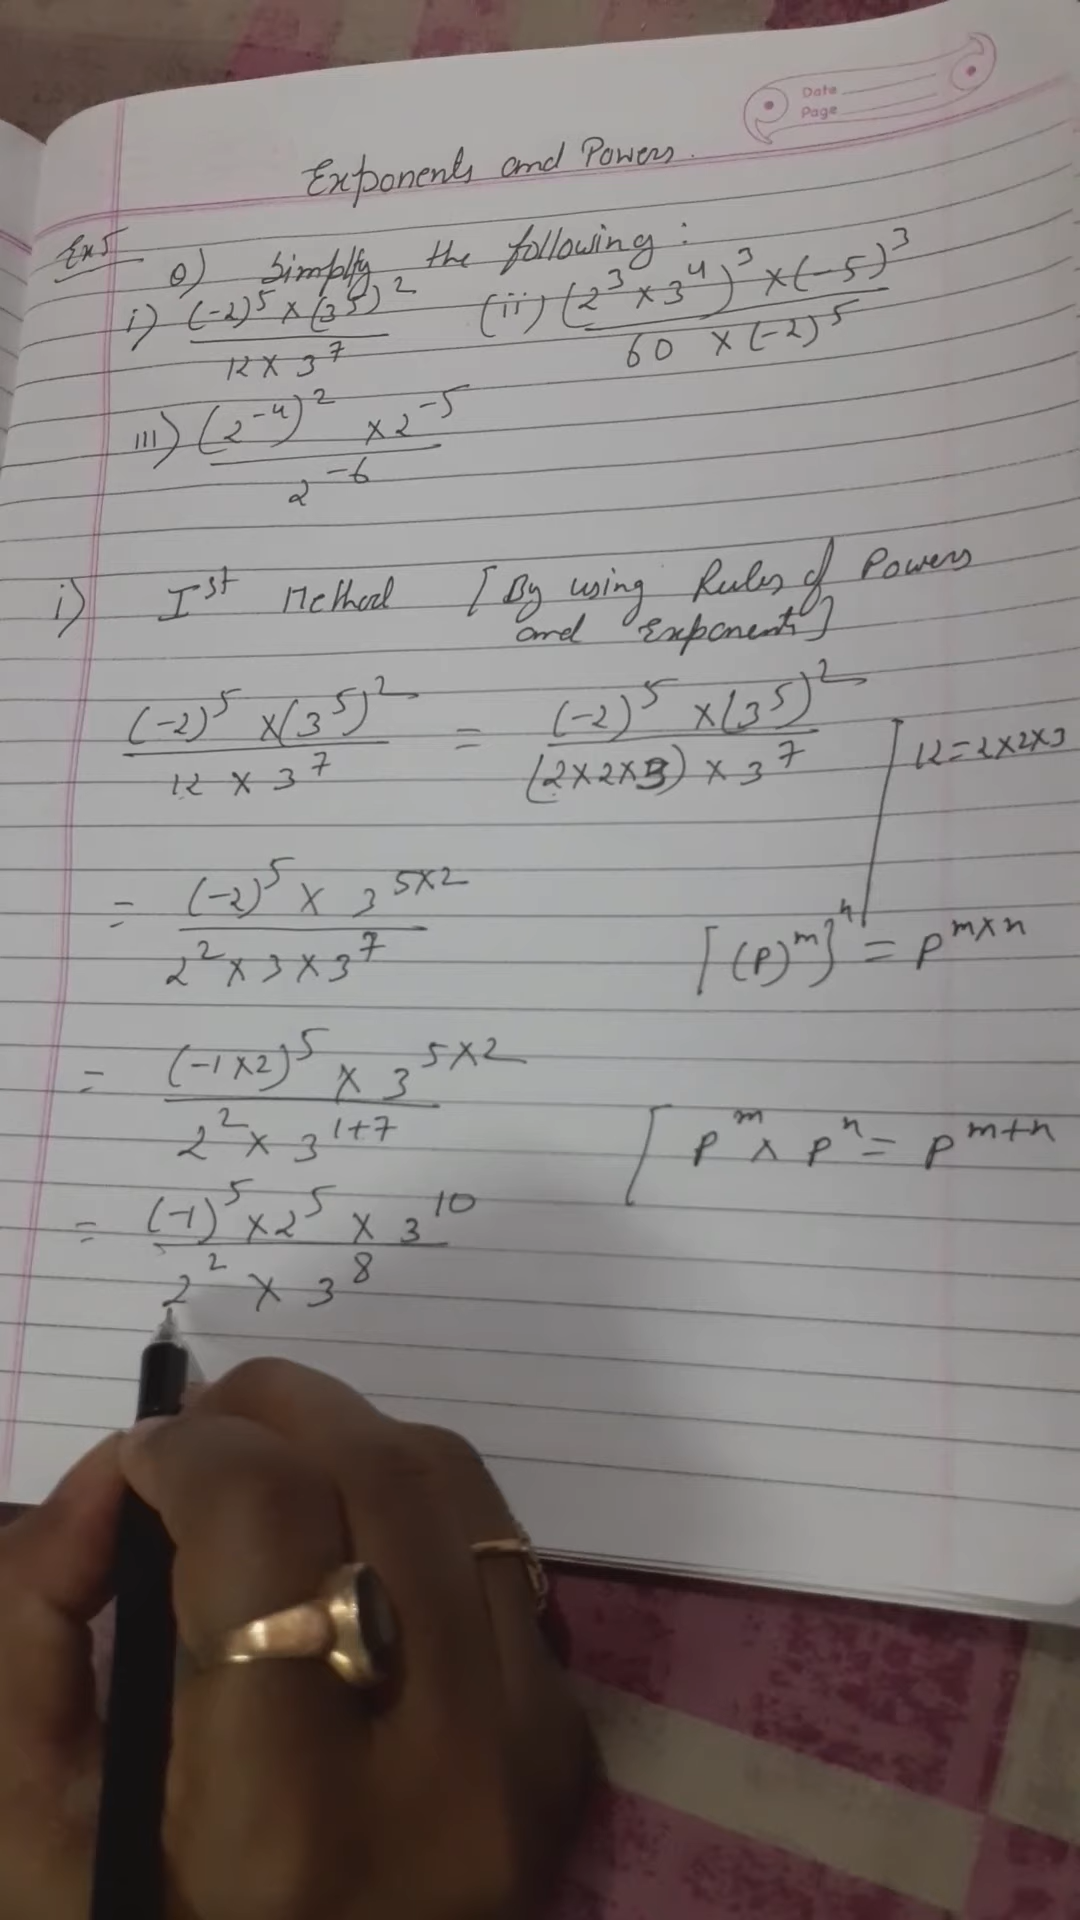 Date
Page
Exponents and Powers.
Ex 5
Q) Simplify the following:
i) (-2)^5 × (3^5)^2 / 12 × 3^7 (ii) (2^3 × 3^4)^3 × (-5)^3 / 60 × (-2)^5
iii) (2^-4)^2 × 2^-5 / 2^-6
i) Ist Method [By using Rules of Powers
and Exponents]
(-2)^5 × (3^5)^2 / 12 × 3^7 = (-2)^5 × (3^5)^2 / (2×2×3) × 3^7 [12 = 2×2×3
= (-2)^5 × 3^5×2 / 2^2 × 3 × 3^7 [(P)^m]^n = P^m×n
= (-1×2)^5 × 3^5×2 / 2^2 × 3^1+7 [P^m × P^n = P^m+n
= (-1)^5 × 2^5 × 3^10 / 2^2 × 3^8